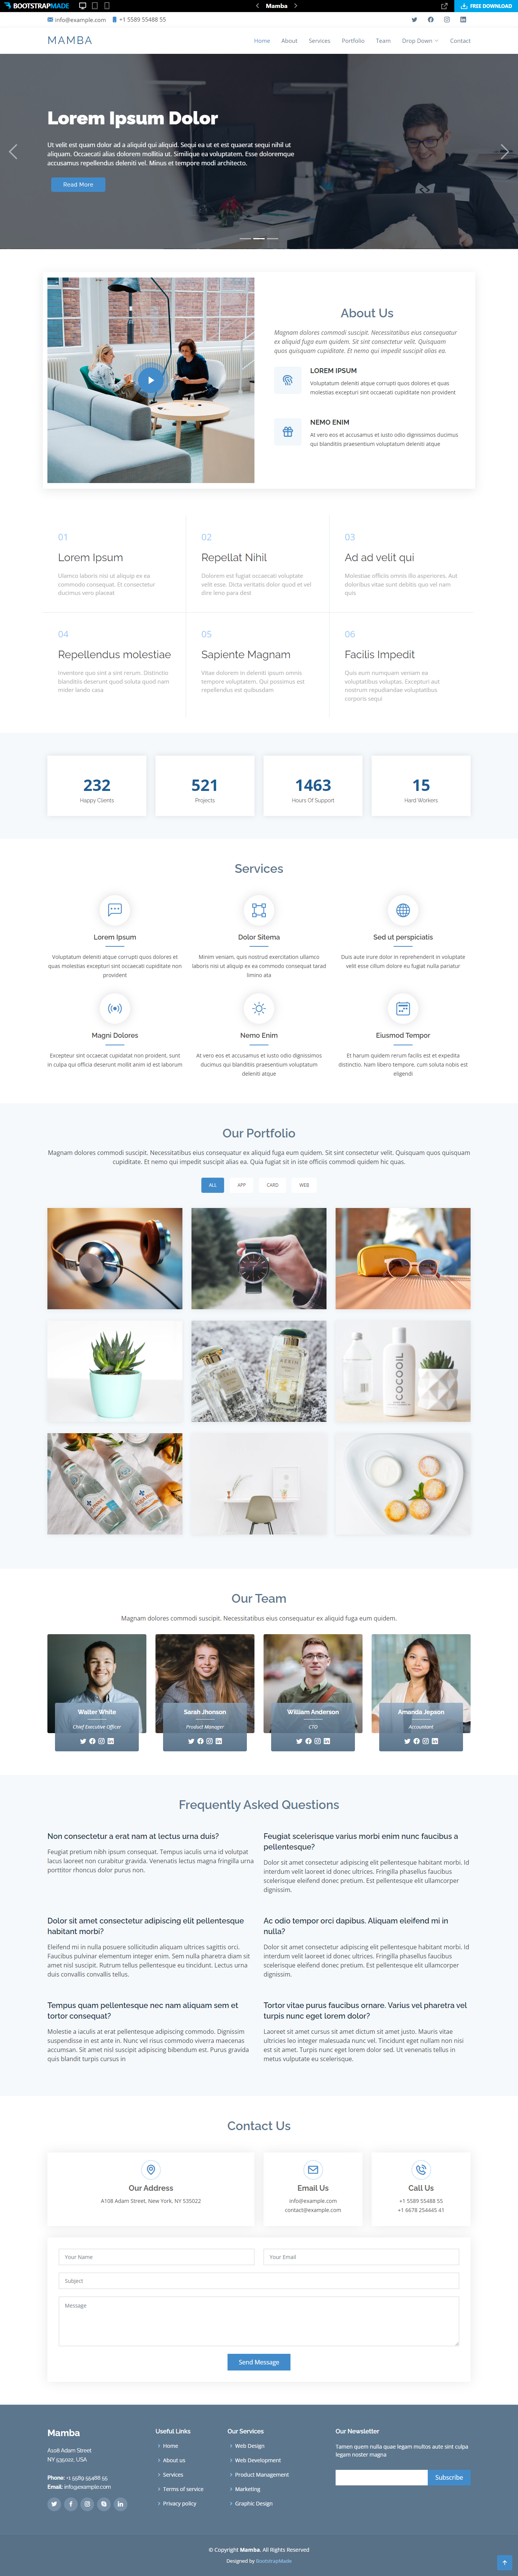 BOOTSTRAPMADE
Mamba
FREE DOWNLOAD
info@example.com
+1 5589 55488 55
MAMBA
Home
About
Services
Portfolio
Team
Drop Down
Contact
Lorem Ipsum Dolor
Ut velit est quam dolor ad a aliquid qui aliquid. Sequi ea ut et est quaerat sequi nihil ut
aliquam. Occaecati alias dolorem mollitia ut. Similique ea voluptatem. Esse doloremque
accusamus repellendus deleniti vel. Minus et tempore modi architecto.
Read More
About Us
Magnam dolores commodi suscipit. Necessitatibus eius consequatur
ex aliquid fuga eum quidem. Sit sint consectetur velit. Quisquam
quos quisquam cupiditate. Et nemo qui impedit suscipit alias ea.
LOREM IPSUM
Voluptatum deleniti atque corrupti quos dolores et quas
molestias excepturi sint occaecati cupiditate non provident
NEMO ENIM
At vero eos et accusamus et iusto odio dignissimos ducimus
qui blanditiis praesentium voluptatum deleniti atque
01
Lorem Ipsum
Ulamco laboris nisi ut aliquip ex ea
commodo consequat. Et consectetur
ducimus vero placeat
02
Repellat Nihil
Dolorem est fugiat occaecati voluptate
velit esse. Dicta veritatis dolor quod et vel
dire leno para dest
03
Ad ad velit qui
Molestiae officiis omnis illo asperiores. Aut
doloribus vitae sunt debitis quo vel nam
quis
04
Repellendus molestiae
Inventore quo sint a sint rerum. Distinctio
blanditiis deserunt quod soluta quod nam
mider lando casa
05
Sapiente Magnam
Vitae dolorem in deleniti ipsum omnis
tempore voluptatem. Qui possimus est
repellendus est quibusdam
06
Facilis Impedit
Quis eum numquam veniam ea
voluptatibus voluptas. Excepturi aut
nostrum repudiandae voluptatibus
corporis sequi
232
Happy Clients
521
Projects
1463
Hours Of Support
15
Hard Workers
Services
Lorem Ipsum
Voluptatum deleniti atque corrupti quos dolores et
quas molestias excepturi sint occaecati cupiditate non
provident
Dolor Sitema
Minim veniam, quis nostrud exercitation ullamco
laboris nisi ut aliquip ex ea commodo consequat tarad
limino ata
Sed ut perspiciatis
Duis aute irure dolor in reprehenderit in voluptate
velit esse cillum dolore eu fugiat nulla pariatur
Magni Dolores
Excepteur sint occaecat cupidatat non proident, sunt
in culpa qui officia deserunt mollit anim id est laborum
Nemo Enim
At vero eos et accusamus et iusto odio dignissimos
ducimus qui blanditiis praesentium voluptatum
deleniti atque
Eiusmod Tempor
Et harum quidem rerum facilis est et expedita
distinctio. Nam libero tempore, cum soluta nobis est
eligendi
Our Portfolio
Magnam dolores commodi suscipit. Necessitatibus eius consequatur ex aliquid fuga eum quidem. Sit sint consectetur velit. Quisquam quos quisquam
cupiditate. Et nemo qui impedit suscipit alias ea. Quia fugiat sit in iste officiis commodi quidem hic quas.
ALL
APP
CARD
WEB
COCOOIL
Our Team
Magnam dolores commodi suscipit. Necessitatibus eius consequatur ex aliquid fuga eum quidem.
Walter White
Chief Executive Officer
Sarah Jhonson
Product Manager
William Anderson
CTO
Amanda Jepson
Accountant
Frequently Asked Questions
Non consectetur a erat nam at lectus urna duis?
Feugiat pretium nibh ipsum consequat. Tempus iaculis urna id volutpat
lacus laoreet non curabitur gravida. Venenatis lectus magna fringilla urna
porttitor rhoncus dolor purus non.
Feugiat scelerisque varius morbi enim nunc faucibus a
pellentesque?
Dolor sit amet consectetur adipiscing elit pellentesque habitant morbi. Id
interdum velit laoreet id donec ultrices. Fringilla phasellus faucibus
scelerisque eleifend donec pretium. Est pellentesque elit ullamcorper
dignissim.
Dolor sit amet consectetur adipiscing elit pellentesque
habitant morbi?
Eleifend mi in nulla posuere sollicitudin aliquam ultrices sagittis orci.
Faucibus pulvinar elementum integer enim. Sem nulla pharetra diam sit
amet nisl suscipit. Rutrum tellus pellentesque eu tincidunt. Lectus urna
duis convallis convallis tellus.
Ac odio tempor orci dapibus. Aliquam eleifend mi in
nulla?
Dolor sit amet consectetur adipiscing elit pellentesque habitant morbi. Id
interdum velit laoreet id donec ultrices. Fringilla phasellus faucibus
scelerisque eleifend donec pretium. Est pellentesque elit ullamcorper
dignissim.
Tempus quam pellentesque nec nam aliquam sem et
tortor consequat?
Molestie a iaculis at erat pellentesque adipiscing commodo. Dignissim
suspendisse in est ante in. Nunc vel risus commodo viverra maecenas
accumsan. Sit amet nisl suscipit adipiscing bibendum est. Purus gravida
quis blandit turpis cursus in
Tortor vitae purus faucibus ornare. Varius vel pharetra vel
turpis nunc eget lorem dolor?
Laoreet sit amet cursus sit amet dictum sit amet justo. Mauris vitae
ultricies leo integer malesuada nunc vel. Tincidunt eget nullam non nisi
est sit amet. Turpis nunc eget lorem dolor sed. Ut venenatis tellus in
metus vulputate eu scelerisque.
Contact Us
Our Address
A108 Adam Street, New York, NY 535022
Email Us
info@example.com
contact@example.com
Call Us
+1 5589 55488 55
+1 6678 254445 41
Your Name
Your Email
Subject
Message
Send Message
Mamba
A108 Adam Street
NY 535022, USA
Phone: +1 5589 55488 55
Email: info@example.com
Useful Links
Home
About us
Services
Terms of service
Privacy policy
Our Services
Web Design
Web Development
Product Management
Marketing
Graphic Design
Our Newsletter
Tamen quem nulla quae legam multos aute sint culpa
legam noster magna
Subscribe
© Copyright Mamba. All Rights Reserved
Designed by BootstrapMade